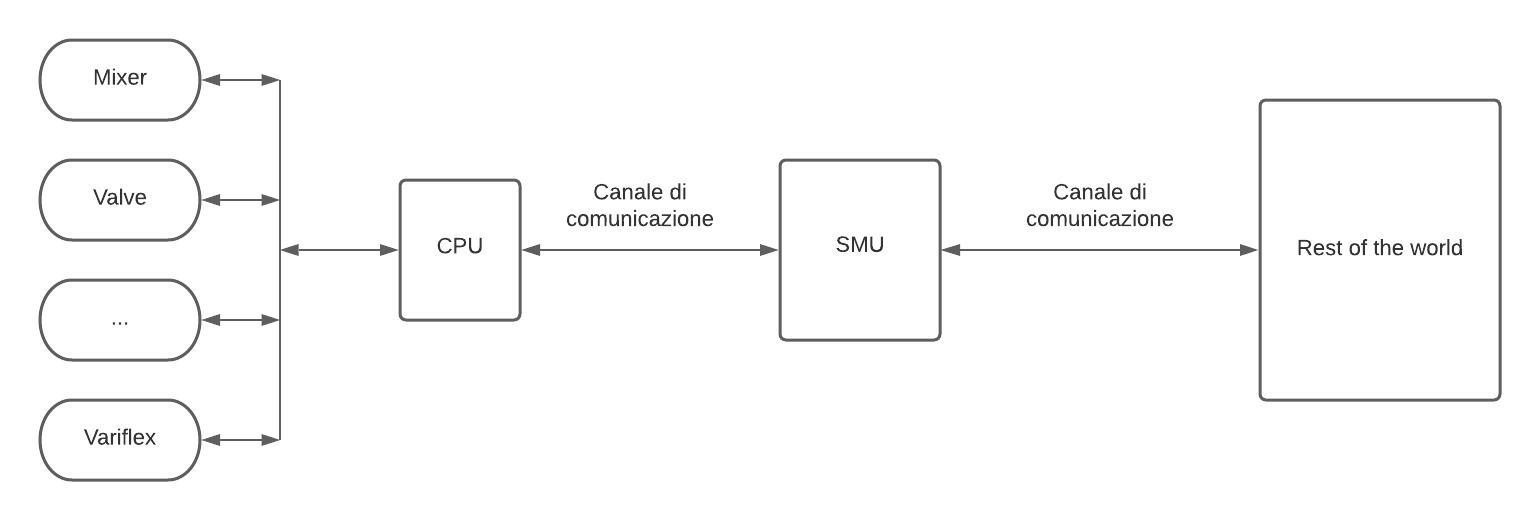 Mixer
Valve
...
Variflex
CPU
Canale di
comunicazione
SMU
Canale di
comunicazione
Rest of the world